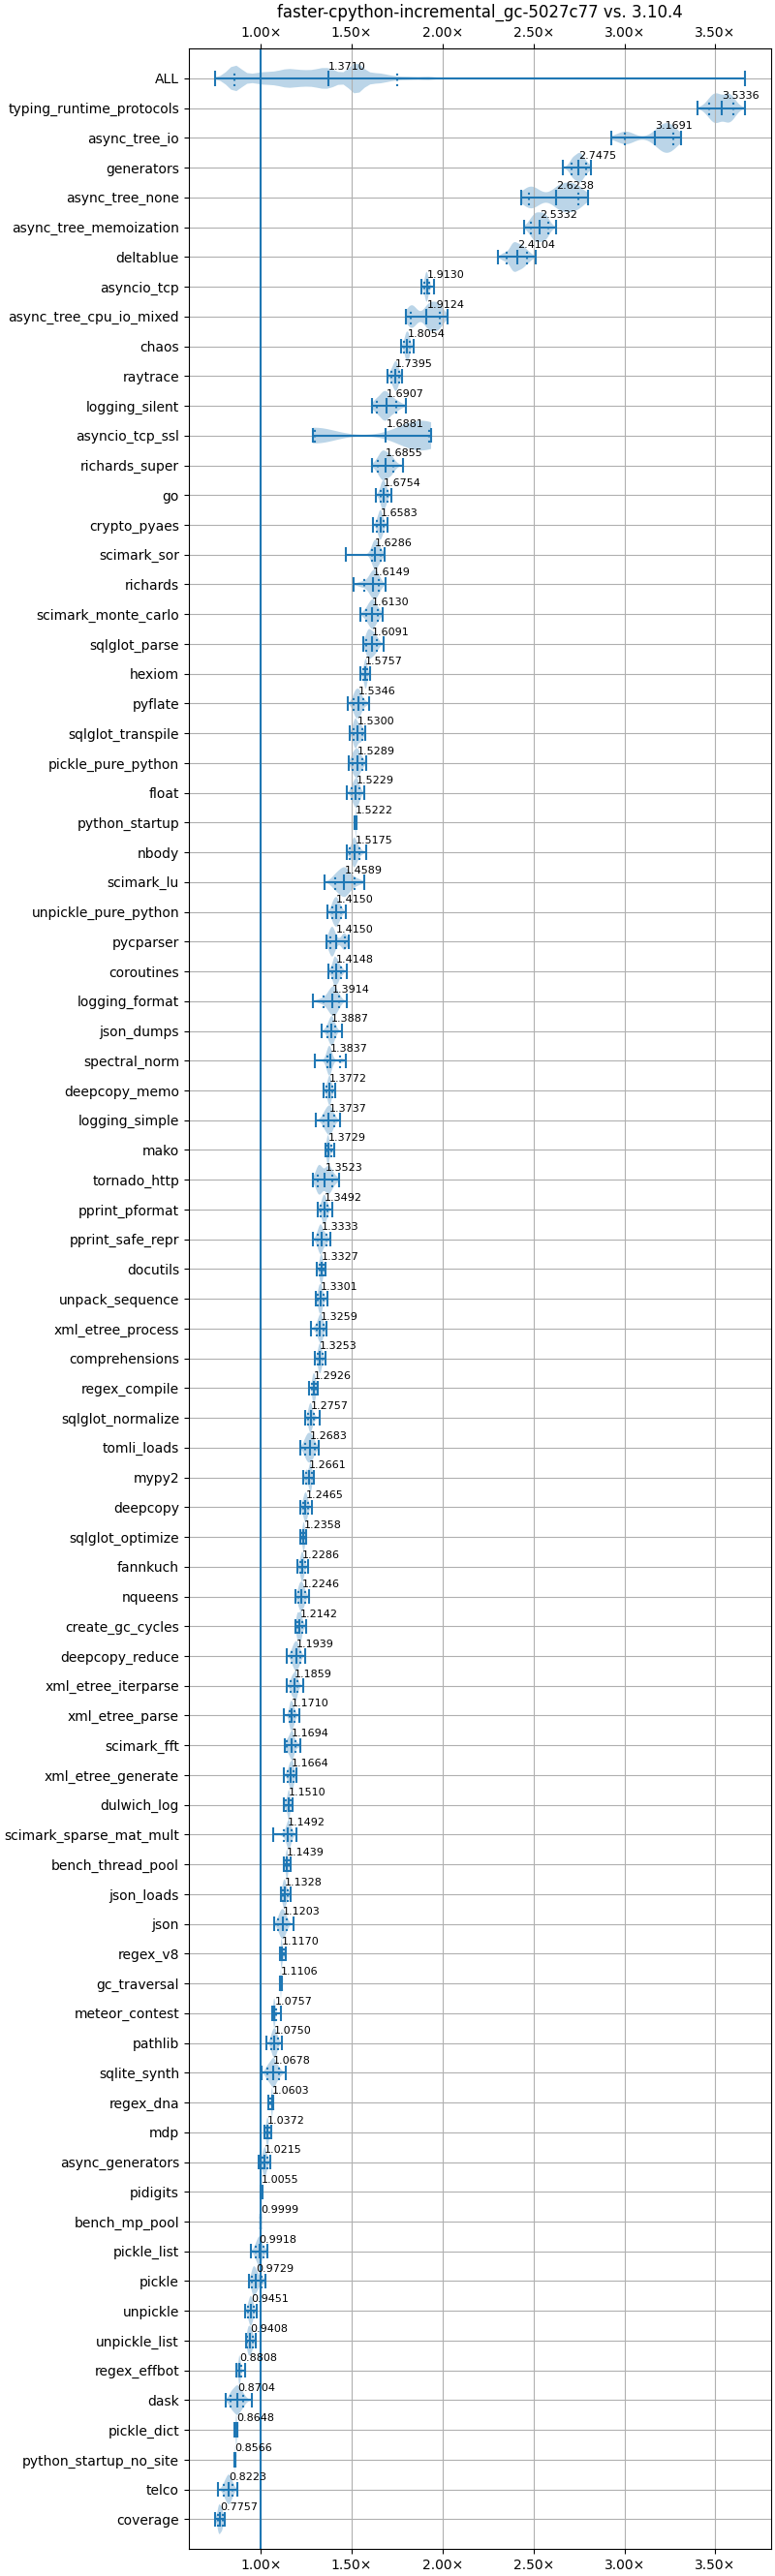 faster-cpython-incremental_gc-5027c77 vs. 3.10.4
1.00× 1.50× 2.00× 2.50× 3.00× 3.50×
ALL 1.3710
typing_runtime_protocols 3.5336
async_tree_io 3.1691
generators 2.7475
async_tree_none 2.6238
async_tree_memoization 2.5332
deltablue 2.4104
asyncio_tcp 1.9130
async_tree_cpu_io_mixed 1.9124
chaos 1.8054
raytrace 1.7395
logging_silent 1.6907
asyncio_tcp_ssl 1.6881
richards_super 1.6855
go 1.6754
crypto_pyaes 1.6583
scimark_sor 1.6286
richards 1.6149
scimark_monte_carlo 1.6130
sqlglot_parse 1.6091
hexiom 1.5757
pyflate 1.5346
sqlglot_transpile 1.5300
pickle_pure_python 1.5289
float 1.5229
python_startup 1.5222
nbody 1.5175
scimark_lu 1.4589
unpickle_pure_python 1.4150
pycparser 1.4150
coroutines 1.4148
logging_format 1.3914
json_dumps 1.3887
spectral_norm 1.3837
deepcopy_memo 1.3772
logging_simple 1.3737
mako 1.3729
tornado_http 1.3523
pprint_pformat 1.3492
pprint_safe_repr 1.3333
docutils 1.3327
unpack_sequence 1.3301
xml_etree_process 1.3259
comprehensions 1.3253
regex_compile 1.2926
sqlglot_normalize 1.2757
tomli_loads 1.2683
mypy2 1.2661
deepcopy 1.2465
sqlglot_optimize 1.2358
fannkuch 1.2286
nqueens 1.2246
create_gc_cycles 1.2142
deepcopy_reduce 1.1939
xml_etree_iterparse 1.1859
xml_etree_parse 1.1710
scimark_fft 1.1694
xml_etree_generate 1.1664
dulwich_log 1.1510
scimark_sparse_mat_mult 1.1492
bench_thread_pool 1.1439
json_loads 1.1328
json 1.1203
regex_v8 1.1170
gc_traversal 1.1106
meteor_contest 1.0757
pathlib 1.0750
sqlite_synth 1.0678
regex_dna 1.0603
mdp 1.0372
async_generators 1.0215
pidigits 1.0055
bench_mp_pool 0.9999
pickle_list 0.9918
pickle 0.9729
unpickle 0.9451
unpickle_list 0.9408
regex_effbot 0.8808
dask 0.8704
pickle_dict 0.8648
python_startup_no_site 0.8566
telco 0.8223
coverage 0.7757
1.00× 1.50× 2.00× 2.50× 3.00× 3.50×